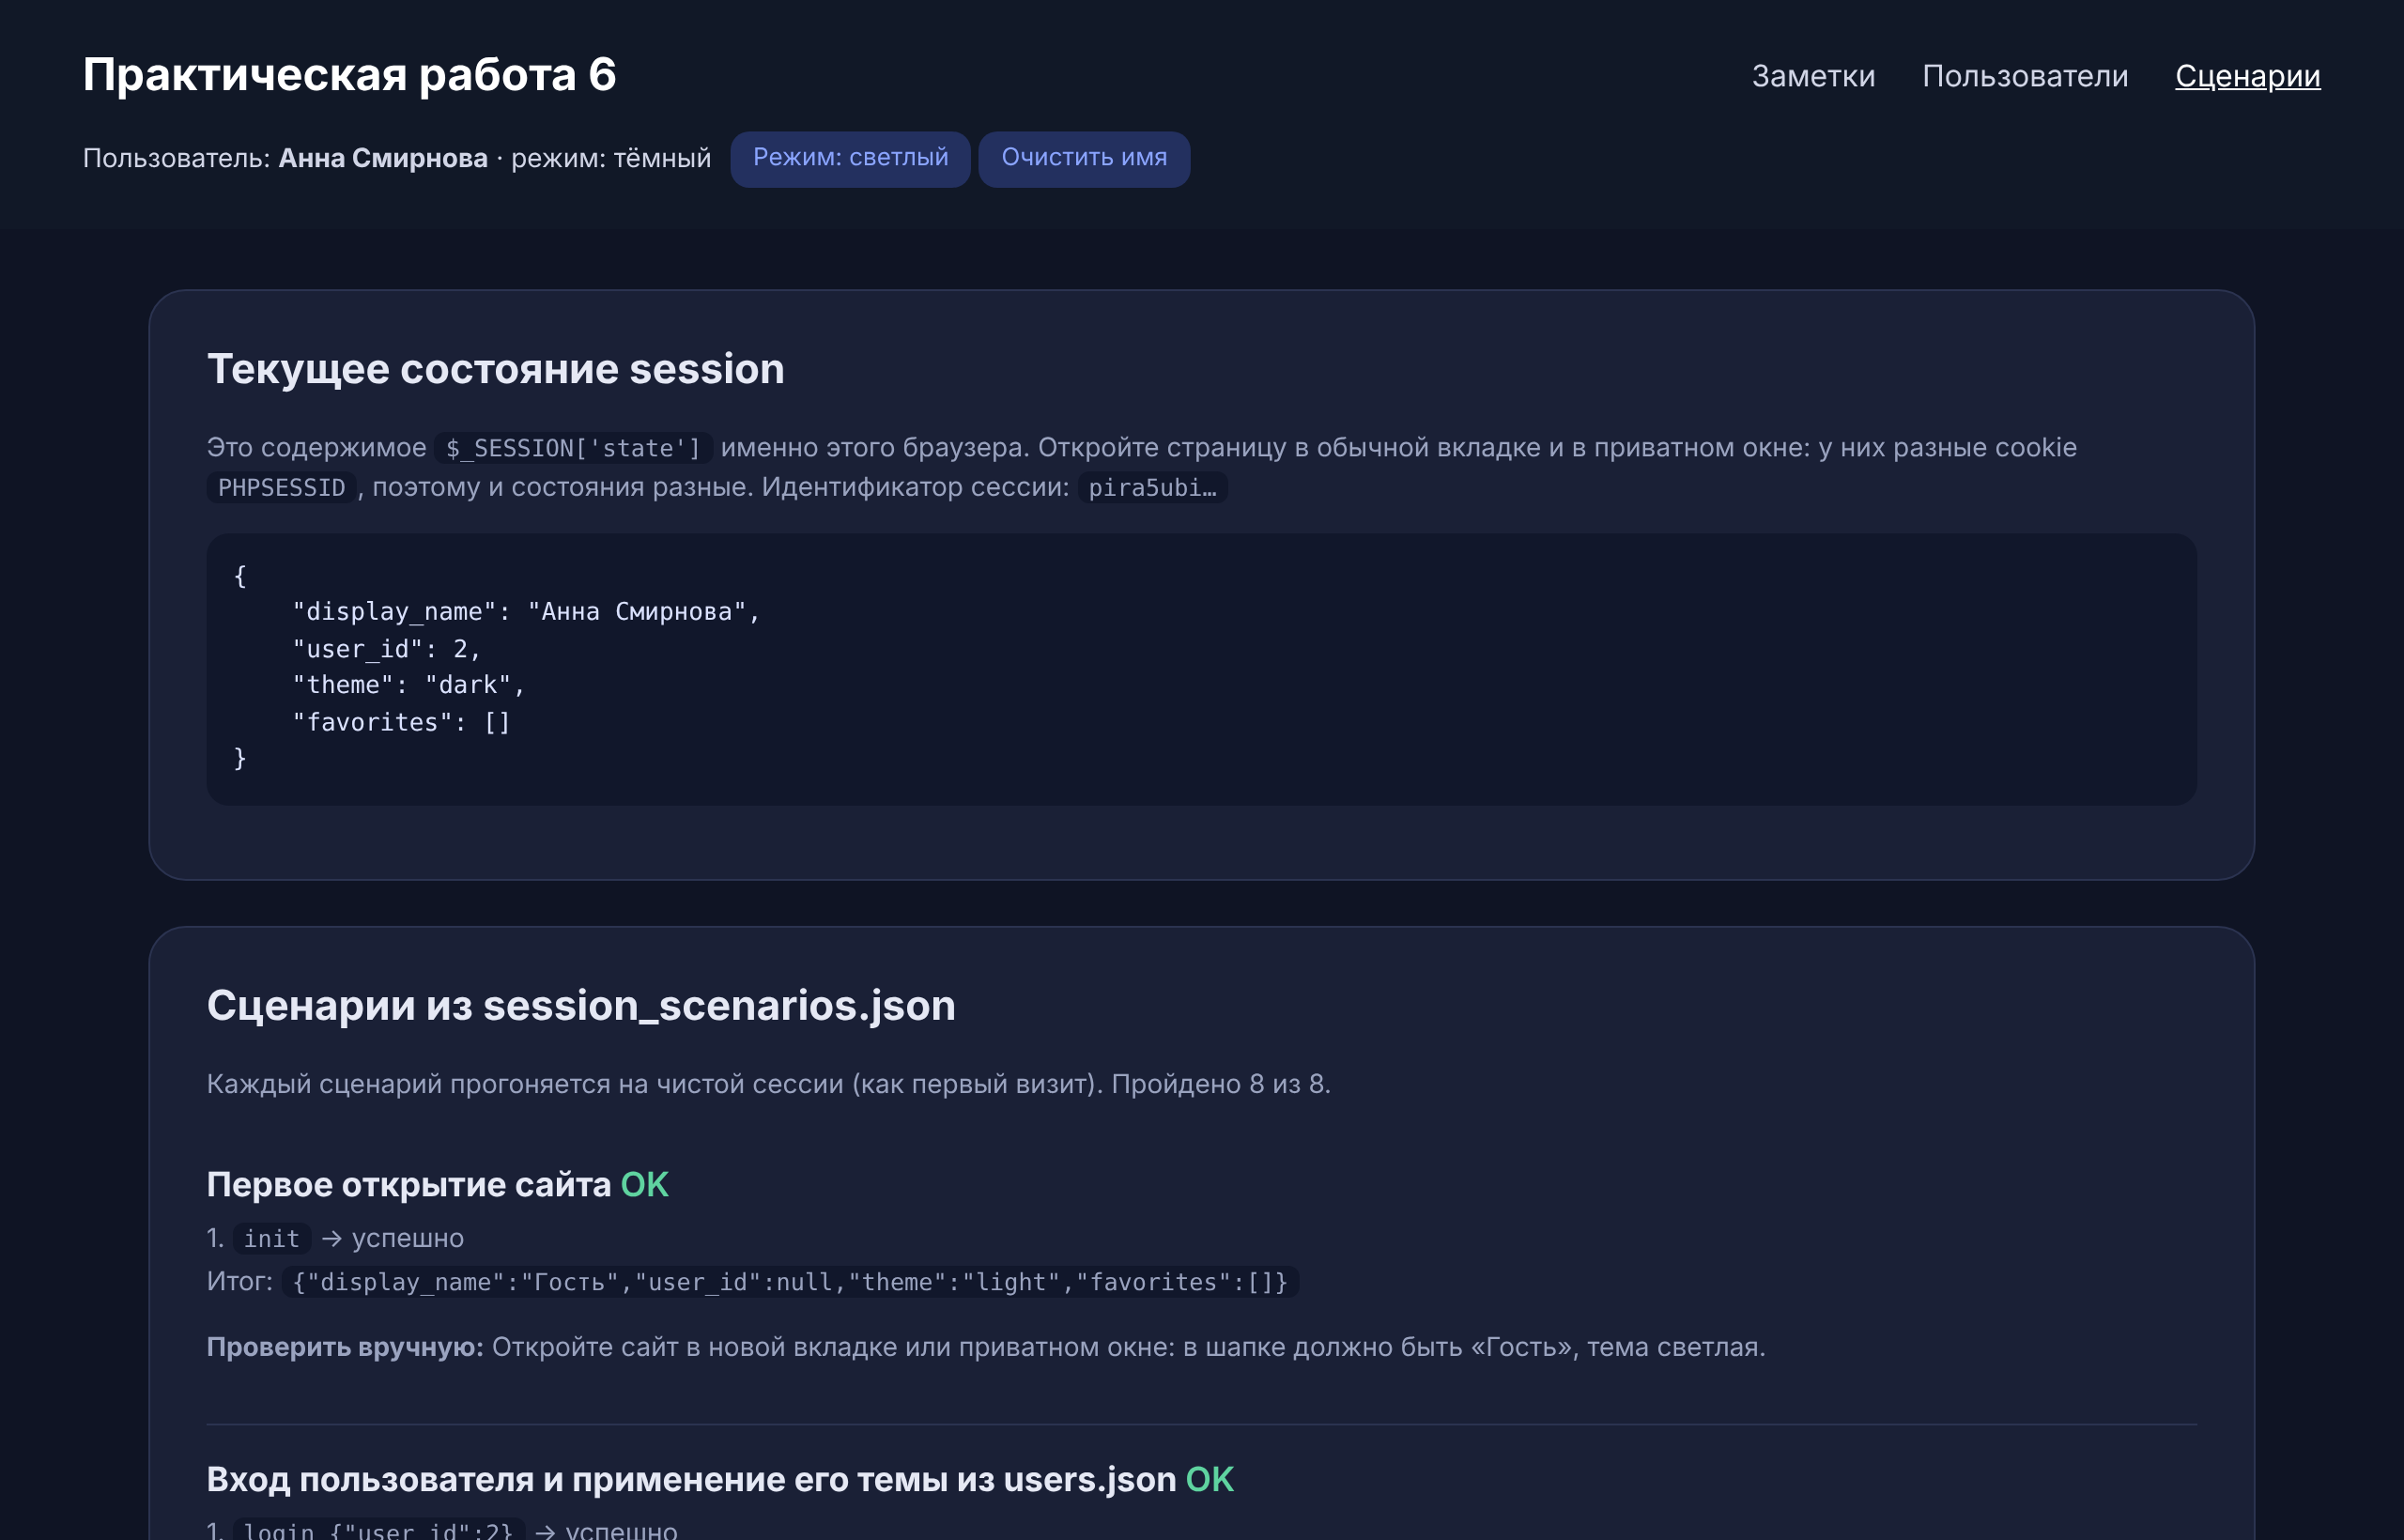 Практическая работа 6
Заметки Пользователи Сценарии
Пользователь: Анна Смирнова · режим: тёмный Режим: светлый Очистить имя
Текущее состояние session
Это содержимое $_SESSION['state'] именно этого браузера. Откройте страницу в обычной вкладке и в приватном окне: у них разные cookie
PHPSESSID, поэтому и состояния разные. Идентификатор сессии: pira5ubi…
{
    "display_name": "Анна Смирнова",
    "user_id": 2,
    "theme": "dark",
    "favorites": []
}
Сценарии из session_scenarios.json
Каждый сценарий прогоняется на чистой сессии (как первый визит). Пройдено 8 из 8.
Первое открытие сайта OK
1. init → успешно
Итог: {"display_name":"Гость","user_id":null,"theme":"light","favorites":[]}
Проверить вручную: Откройте сайт в новой вкладке или приватном окне: в шапке должно быть «Гость», тема светлая.
Вход пользователя и применение его темы из users.json OK
1. login {"user_id":2} → успешно